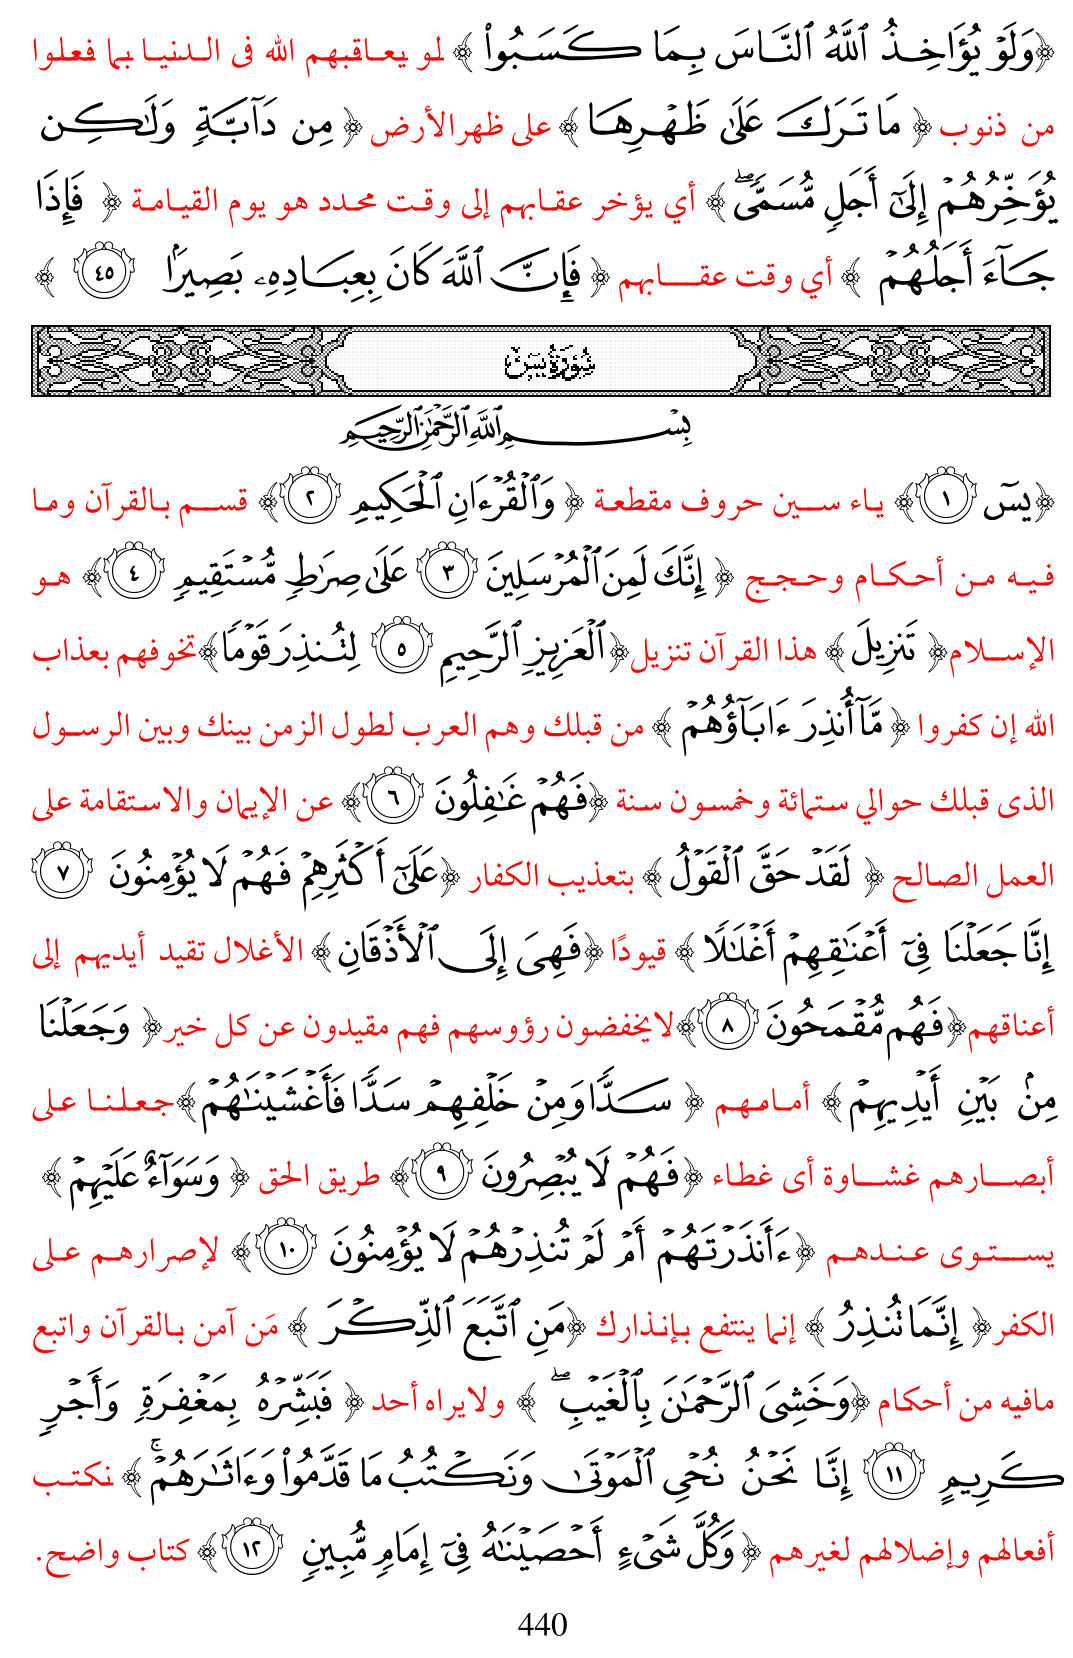 ﴿وَلَوْ يُؤَاخِذُ ٱللَّهُ ٱلنَّاسَ بِمَا كَسَبُوا۟﴾ لو يعاقبهم الله فى الدنيا بما فعلوا
من ذنوب ﴿مَا تَرَكَ عَلَىٰ ظَهْرِهَا﴾ على ظهر الأرض ﴿مِن دَآبَّةٍ وَلَٰكِن
يُؤَخِّرُهُمْ إِلَىٰٓ أَجَلٍ مُّسَمًّى ۖ﴾ أي يؤخر عقابهم إلى وقت محدد هو يوم القيامة ﴿فَإِذَا
جَآءَ أَجَلُهُمْ﴾ أي وقت عقابهم ﴿فَإِنَّ ٱللَّهَ كَانَ بِعِبَادِهِۦ بَصِيرًۢا ٤٥﴾
سُورَةُ يسٓ
بِسْمِ ٱللَّهِ ٱلرَّحْمَٰنِ ٱلرَّحِيمِ
﴿يسٓ ١﴾ ياء سين حروف مقطعة ﴿وَٱلْقُرْءَانِ ٱلْحَكِيمِ ٢﴾ قسم بالقرآن وما
فيه من أحكام وحجج ﴿إِنَّكَ لَمِنَ ٱلْمُرْسَلِينَ ٣ عَلَىٰ صِرَٰطٍ مُّسْتَقِيمٍ ٤﴾ هو
الإسلام﴿تَنزِيلَ﴾ هذا القرآن تنزيل﴿ٱلْعَزِيزِ ٱلرَّحِيمِ ٥ لِتُنذِرَ قَوْمًا﴾تخوفهم بعذاب
الله إن كفروا ﴿مَّآ أُنذِرَ ءَابَآؤُهُمْ﴾ من قبلك وهم العرب لطول الزمن بينك وبين الرسول
الذى قبلك حوالي ستمائة وخمسون سنة ﴿فَهُمْ غَٰفِلُونَ ٦﴾ عن الإيمان والاستقامة على
العمل الصالح ﴿لَقَدْ حَقَّ ٱلْقَوْلُ﴾ بتعذيب الكفار ﴿عَلَىٰٓ أَكْثَرِهِمْ فَهُمْ لَا يُؤْمِنُونَ ٧
إِنَّا جَعَلْنَا فِىٓ أَعْنَٰقِهِمْ أَغْلَٰلًا﴾ قيودًا ﴿فَهِىَ إِلَى ٱلْأَذْقَانِ﴾ الأغلال تقيد أيديهم إلى
أعناقهم﴿فَهُم مُّقْمَحُونَ ٨﴾لايخفضون رؤوسهم فهم مقيدون عن كل خير﴿وَجَعَلْنَا
مِنۢ بَيْنِ أَيْدِيهِمْ﴾ أمامهم ﴿سَدًّا وَمِنْ خَلْفِهِمْ سَدًّا فَأَغْشَيْنَٰهُمْ﴾جعلنا على
أبصارهم غشاوة أى غطاء ﴿فَهُمْ لَا يُبْصِرُونَ ٩﴾ طريق الحق ﴿وَسَوَآءٌ عَلَيْهِمْ﴾
يستوى عندهم ﴿ءَأَنذَرْتَهُمْ أَمْ لَمْ تُنذِرْهُمْ لَا يُؤْمِنُونَ ١٠﴾ لإصرارهم على
الكفر﴿إِنَّمَا تُنذِرُ﴾ إنما ينتفع بإنذارك ﴿مَنِ ٱتَّبَعَ ٱلذِّكْرَ﴾ مَن آمن بالقرآن واتبع
مافيه من أحكام ﴿وَخَشِىَ ٱلرَّحْمَٰنَ بِٱلْغَيْبِ ۖ﴾ ولايراه أحد ﴿فَبَشِّرْهُ بِمَغْفِرَةٍ وَأَجْرٍ
كَرِيمٍ ١١ إِنَّا نَحْنُ نُحْىِ ٱلْمَوْتَىٰ وَنَكْتُبُ مَا قَدَّمُوا۟ وَءَاثَٰرَهُمْ ۚ﴾ نكتب
أفعالهم وإضلالهم لغيرهم ﴿وَكُلَّ شَىْءٍ أَحْصَيْنَٰهُ فِىٓ إِمَامٍ مُّبِينٍ ١٢﴾ كتاب واضح.
440